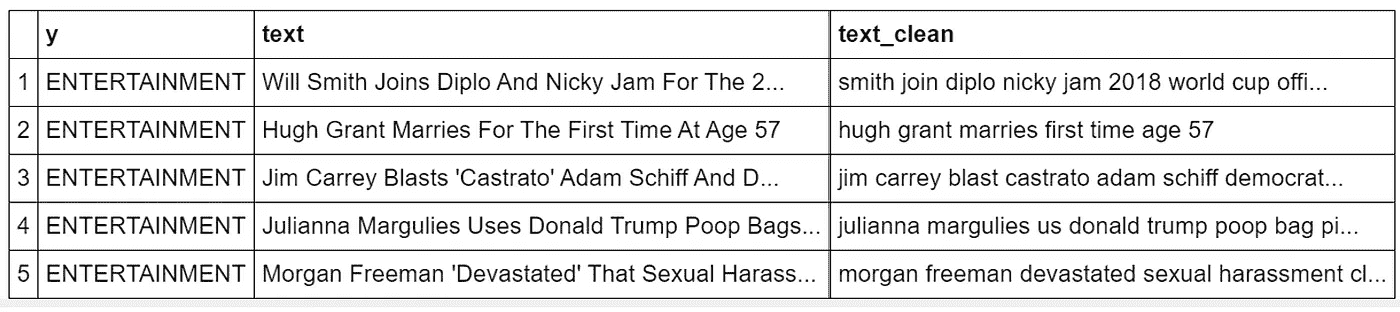 y text text_clean
1 ENTERTAINMENT Will Smith Joins Diplo And Nicky Jam For The 2... smith join diplo nicky jam 2018 world cup offi...
2 ENTERTAINMENT Hugh Grant Marries For The First Time At Age 57 hugh grant marries first time age 57
3 ENTERTAINMENT Jim Carrey Blasts 'Castrato' Adam Schiff And D... jim carrey blast castrato adam schiff democrat...
4 ENTERTAINMENT Julianna Margulies Uses Donald Trump Poop Bags... julianna margulies us donald trump poop bag pi...
5 ENTERTAINMENT Morgan Freeman 'Devastated' That Sexual Harass... morgan freeman devastated sexual harassment cl...